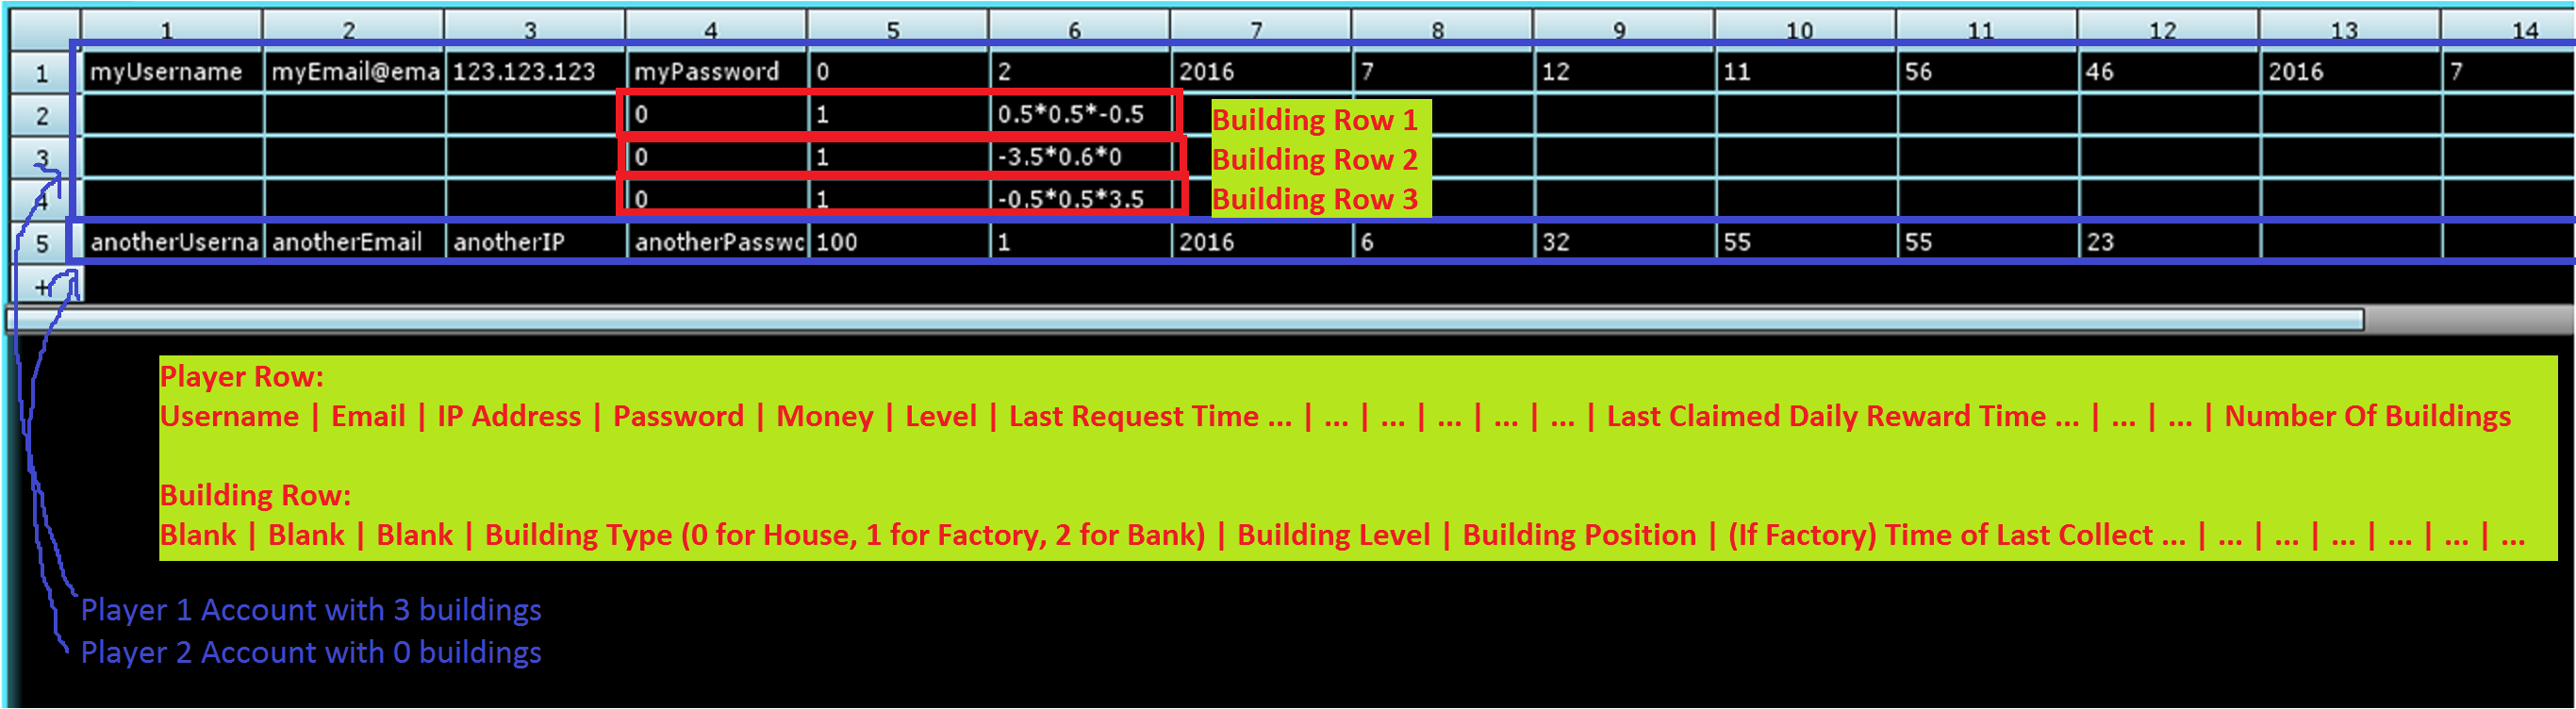 1 2 3 4 5 6 7 8 9 10 11 12 13 14
1 myUsername myEmail@ema 123.123.123 myPassword 0 2 2016 7 12 11 56 46 2016 7
2 0 1 0.5*0.5*-0.5 Building Row 1
3 0 1 -3.5*0.6*0 Building Row 2
4 0 1 -0.5*0.5*3.5 Building Row 3
5 anotherUserna anotherEmail anotherIP anotherPasswc 100 1 2016 6 32 55 55 23
+
Player Row:
Username | Email | IP Address | Password | Money | Level | Last Request Time ... | ... | ... | ... | ... | ... | Last Claimed Daily Reward Time ... | ... | ... | Number Of Buildings
Building Row:
Blank | Blank | Blank | Building Type (0 for House, 1 for Factory, 2 for Bank) | Building Level | Building Position | (If Factory) Time of Last Collect ... | ... | ... | ... | ... | ... | ...
Player 1 Account with 3 buildings
Player 2 Account with 0 buildings